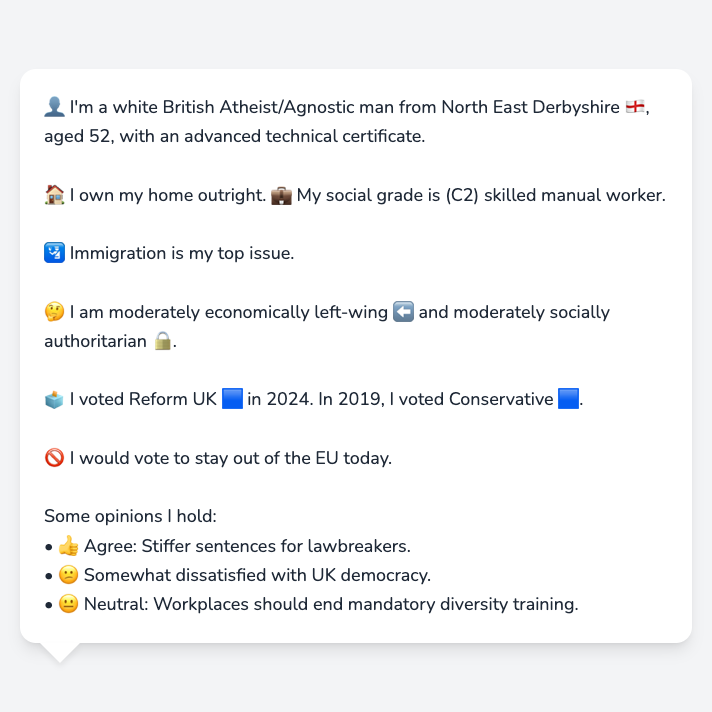 👤 I'm a white British Atheist/Agnostic man from North East Derbyshire 🏴󠁧󠁢󠁥󠁮󠁧󠁿,
aged 52, with an advanced technical certificate.
🏠 I own my home outright. 💼 My social grade is (C2) skilled manual worker.
🛂 Immigration is my top issue.
🤔 I am moderately economically left-wing ⬅️ and moderately socially
authoritarian 🔒.
🗳️ I voted Reform UK 🟦 in 2024. In 2019, I voted Conservative 🟦.
🚫 I would vote to stay out of the EU today.
Some opinions I hold:
• 👍 Agree: Stiffer sentences for lawbreakers.
• 😕 Somewhat dissatisfied with UK democracy.
• 😐 Neutral: Workplaces should end mandatory diversity training.